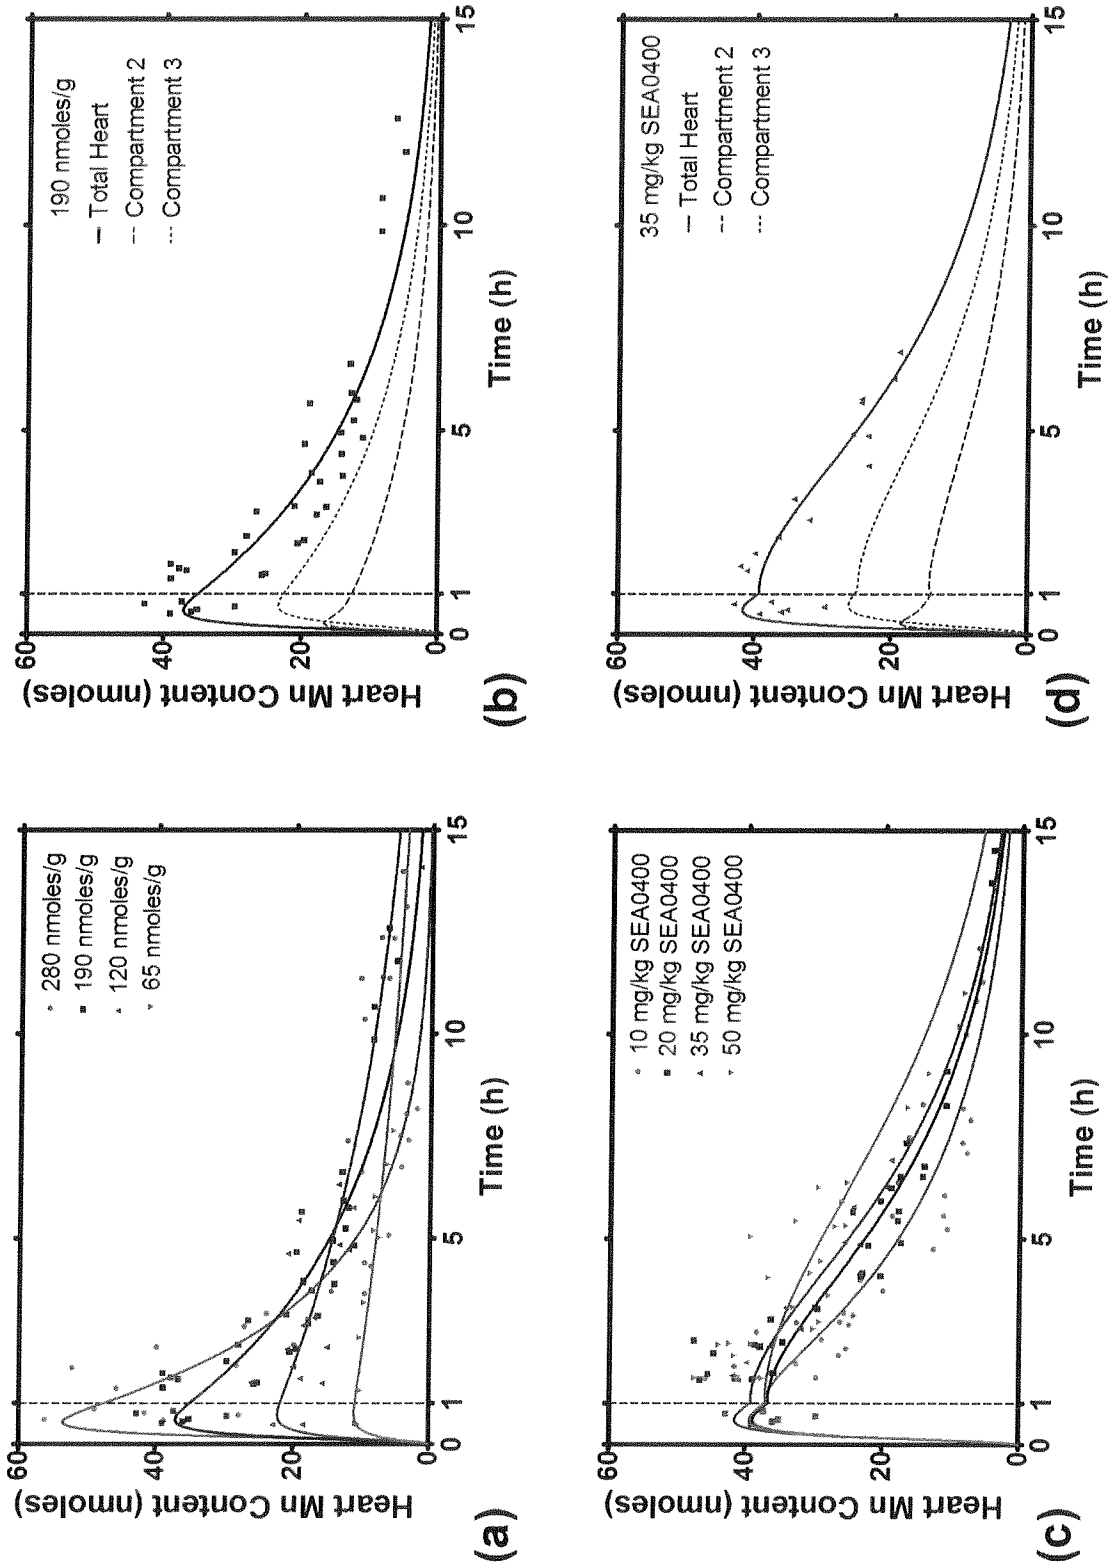 60
40
20
0
0
1
5
10
15
Heart Mn Content (nmoles)
Time (h)
280 nmoles/g
190 nmoles/g
120 nmoles/g
65 nmoles/g
(a)
60
40
20
0
0
1
5
10
15
Heart Mn Content (nmoles)
Time (h)
190 nmoles/g
Total Heart
Compartment 2
Compartment 3
(b)
60
40
20
0
0
1
5
10
15
Heart Mn Content (nmoles)
Time (h)
10 mg/kg SEA0400
20 mg/kg SEA0400
35 mg/kg SEA0400
50 mg/kg SEA0400
(c)
60
40
20
0
0
1
5
10
15
Heart Mn Content (nmoles)
Time (h)
35 mg/kg SEA0400
Total Heart
Compartment 2
Compartment 3
(d)